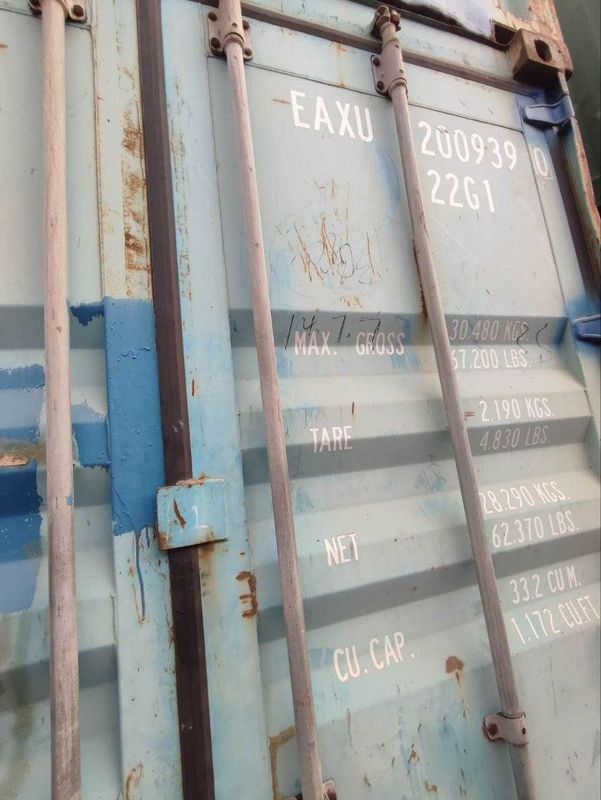 EAXU 200939 0
22G1
MAX. GROSS 30.480 KGS.
67.200 LBS.
TARE 2.190 KGS.
4.830 LBS.
NET 28.290 KGS.
62.370 LBS.
CU. CAP. 33.2 CU.M.
1.172 CU.FT
1